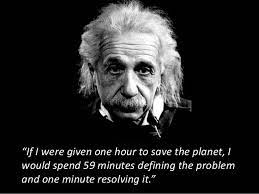 “If I were given one hour to save the planet, I
would spend 59 minutes defining the problem
and one minute resolving it.”